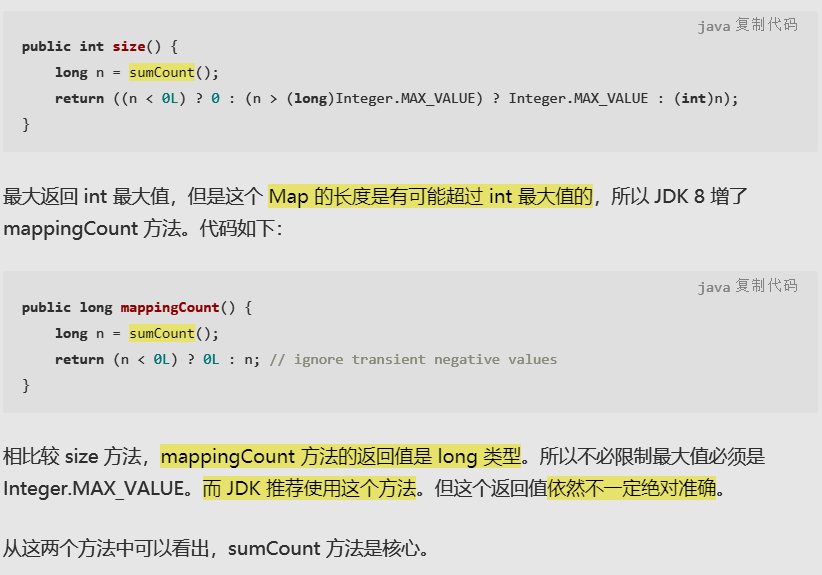 java 复制代码
public int size() {
    long n = sumCount();
    return ((n < 0L) ? 0 : (n > (long)Integer.MAX_VALUE) ? Integer.MAX_VALUE : (int)n);
}
最大返回 int 最大值，但是这个 Map 的长度是有可能超过 int 最大值的，所以 JDK 8 增了
mappingCount 方法。代码如下：
java 复制代码
public long mappingCount() {
    long n = sumCount();
    return (n < 0L) ? 0L : n; // ignore transient negative values
}
相比较 size 方法，mappingCount 方法的返回值是 long 类型。所以不必限制最大值必须是
Integer.MAX_VALUE。而 JDK 推荐使用这个方法。但这个返回值依然不一定绝对准确。
从这两个方法中可以看出，sumCount 方法是核心。